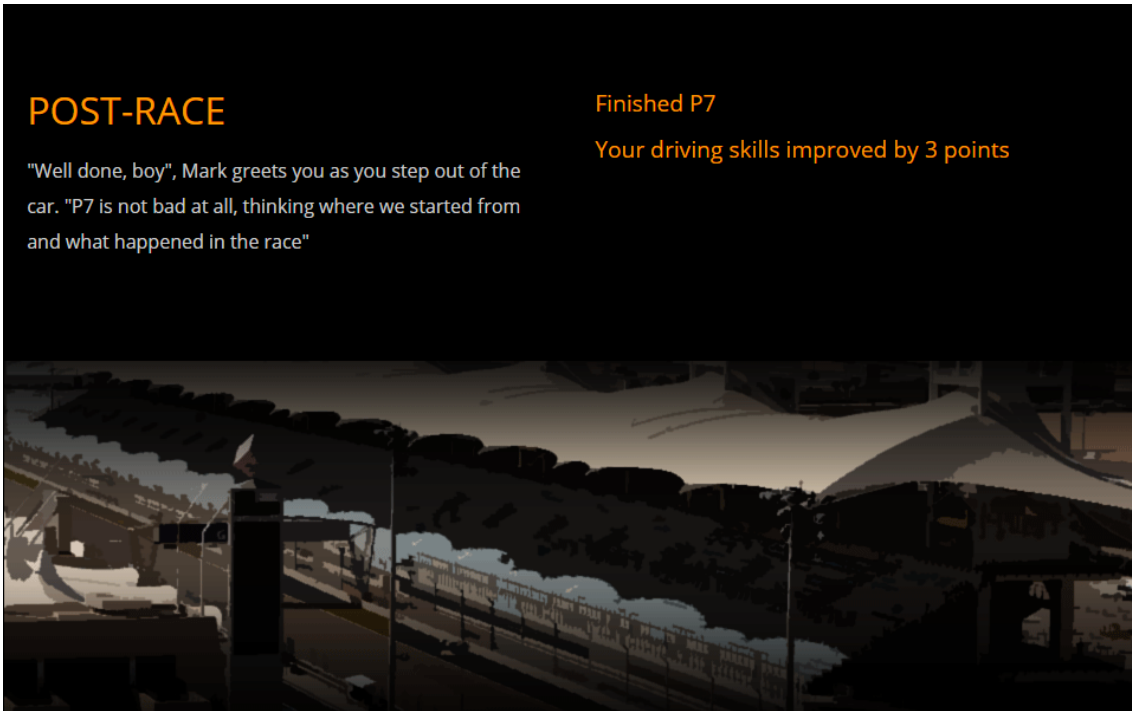 POST-RACE
"Well done, boy", Mark greets you as you step out of the
car. "P7 is not bad at all, thinking where we started from
and what happened in the race"
Finished P7
Your driving skills improved by 3 points